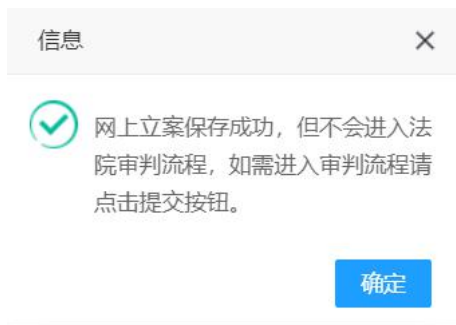 信息
网上立案保存成功，但不会进入法
院审判流程，如需进入审判流程请
点击提交按钮。
确定